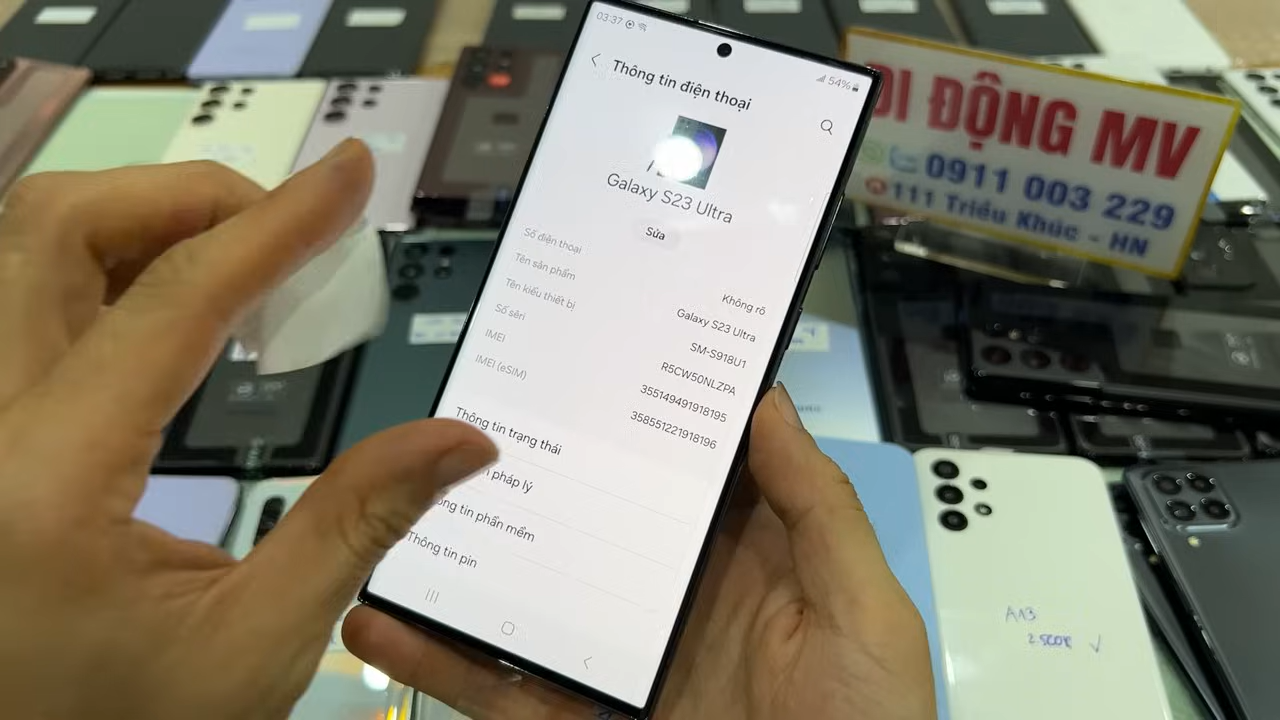 03:37
54%
Thông tin điện thoại
Galaxy S23 Ultra
Sửa
Số điện thoại
Không rõ
Tên sản phẩm
Galaxy S23 Ultra
Tên kiểu thiết bị
SM-S918U1
Số sêri
R5CW50NLZPA
IMEI
355149491918195
IMEI (eSIM)
358551221918196
Thông tin trạng thái
pháp lý
tin phần mềm
Thông tin pin
DI ĐỘNG MV
0911 003 229
111 Triều Khúc - HN
A13
2500K